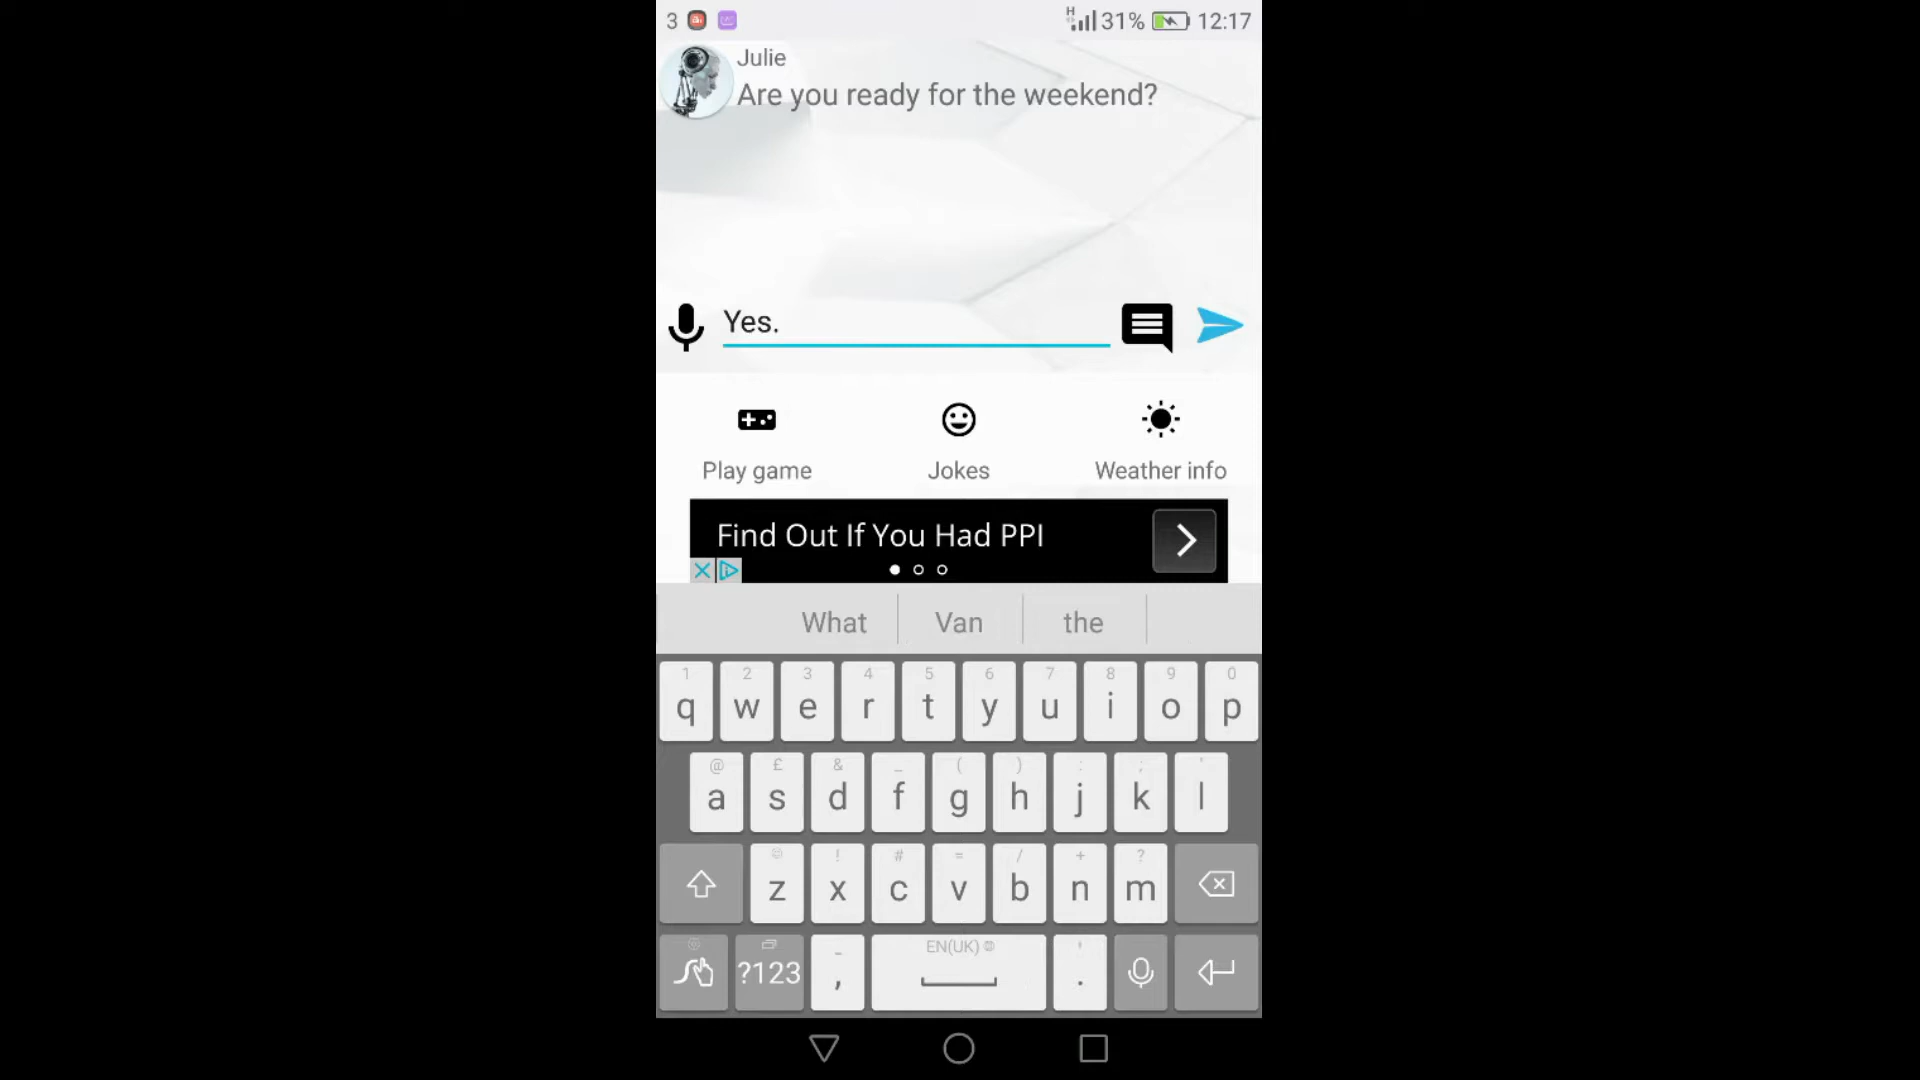 3 H 31% 12:17
Julie
Are you ready for the weekend?
Yes.
Play game Jokes Weather info
Find Out If You Had PPI
What Van the
1 2 3 4 5 6 7 8 9 0
q w e r t y u i o p
@ £ & _ ( ) : ; '
a s d f g h j k l
! # = / + ?
z x c v b n m
EN(UK)
?123 , .